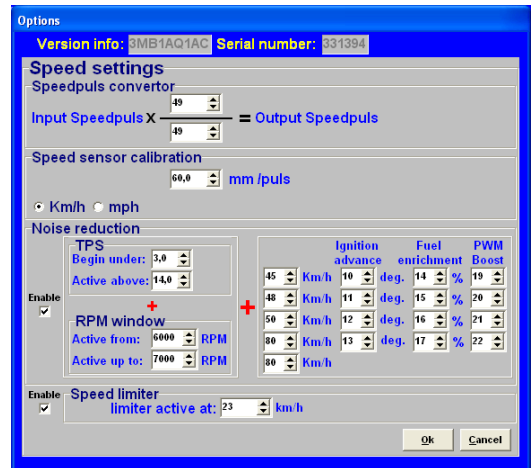 Options
Version info: 3MB1AQ1AC Serial number: 331394
Speed settings
Speedpuls convertor
49
Input Speedpuls X = Output Speedpuls
49
Speed sensor calibration
60,0 mm /puls
Km/h mph
Noise reduction
TPS
Begin under: 3,0
Active above: 14,0
Enable
+
RPM window
Active from: 6000 RPM
Active up to: 7000 RPM
+
Ignition Fuel PWM
advance enrichment Boost
45 Km/h 10 deg. 14 % 19
48 Km/h 11 deg. 15 % 20
50 Km/h 12 deg. 16 % 21
80 Km/h 13 deg. 17 % 22
80 Km/h
Enable Speed limiter
limiter active at: 23 km/h
Ok Cancel